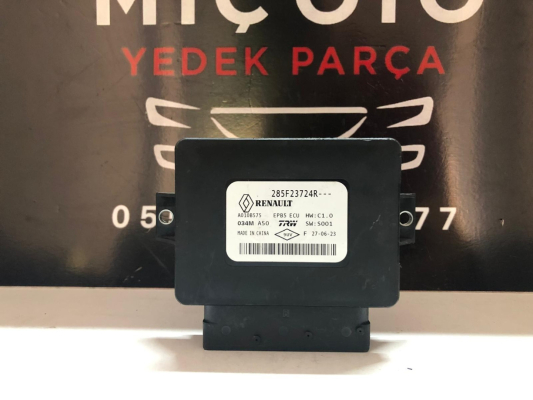 MİÇ OTO
YEDEK PARÇA
05 77
285F23724R---
RENAULT
A0108575 EPBS ECU HW:C1.0
034M A50 TRW SW:S001
MADE IN CHINA F 27-06-23